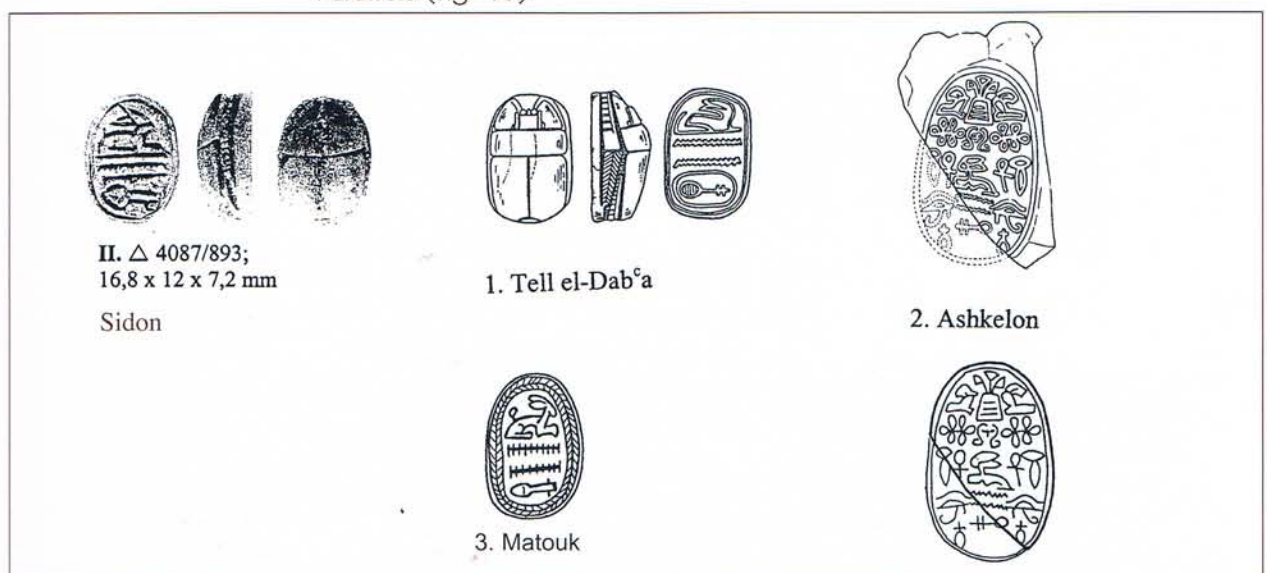 II. △ 4087/893;
16,8 x 12 x 7,2 mm
Sidon
1. Tell el-Dabᶜa
2. Ashkelon
3. Matouk